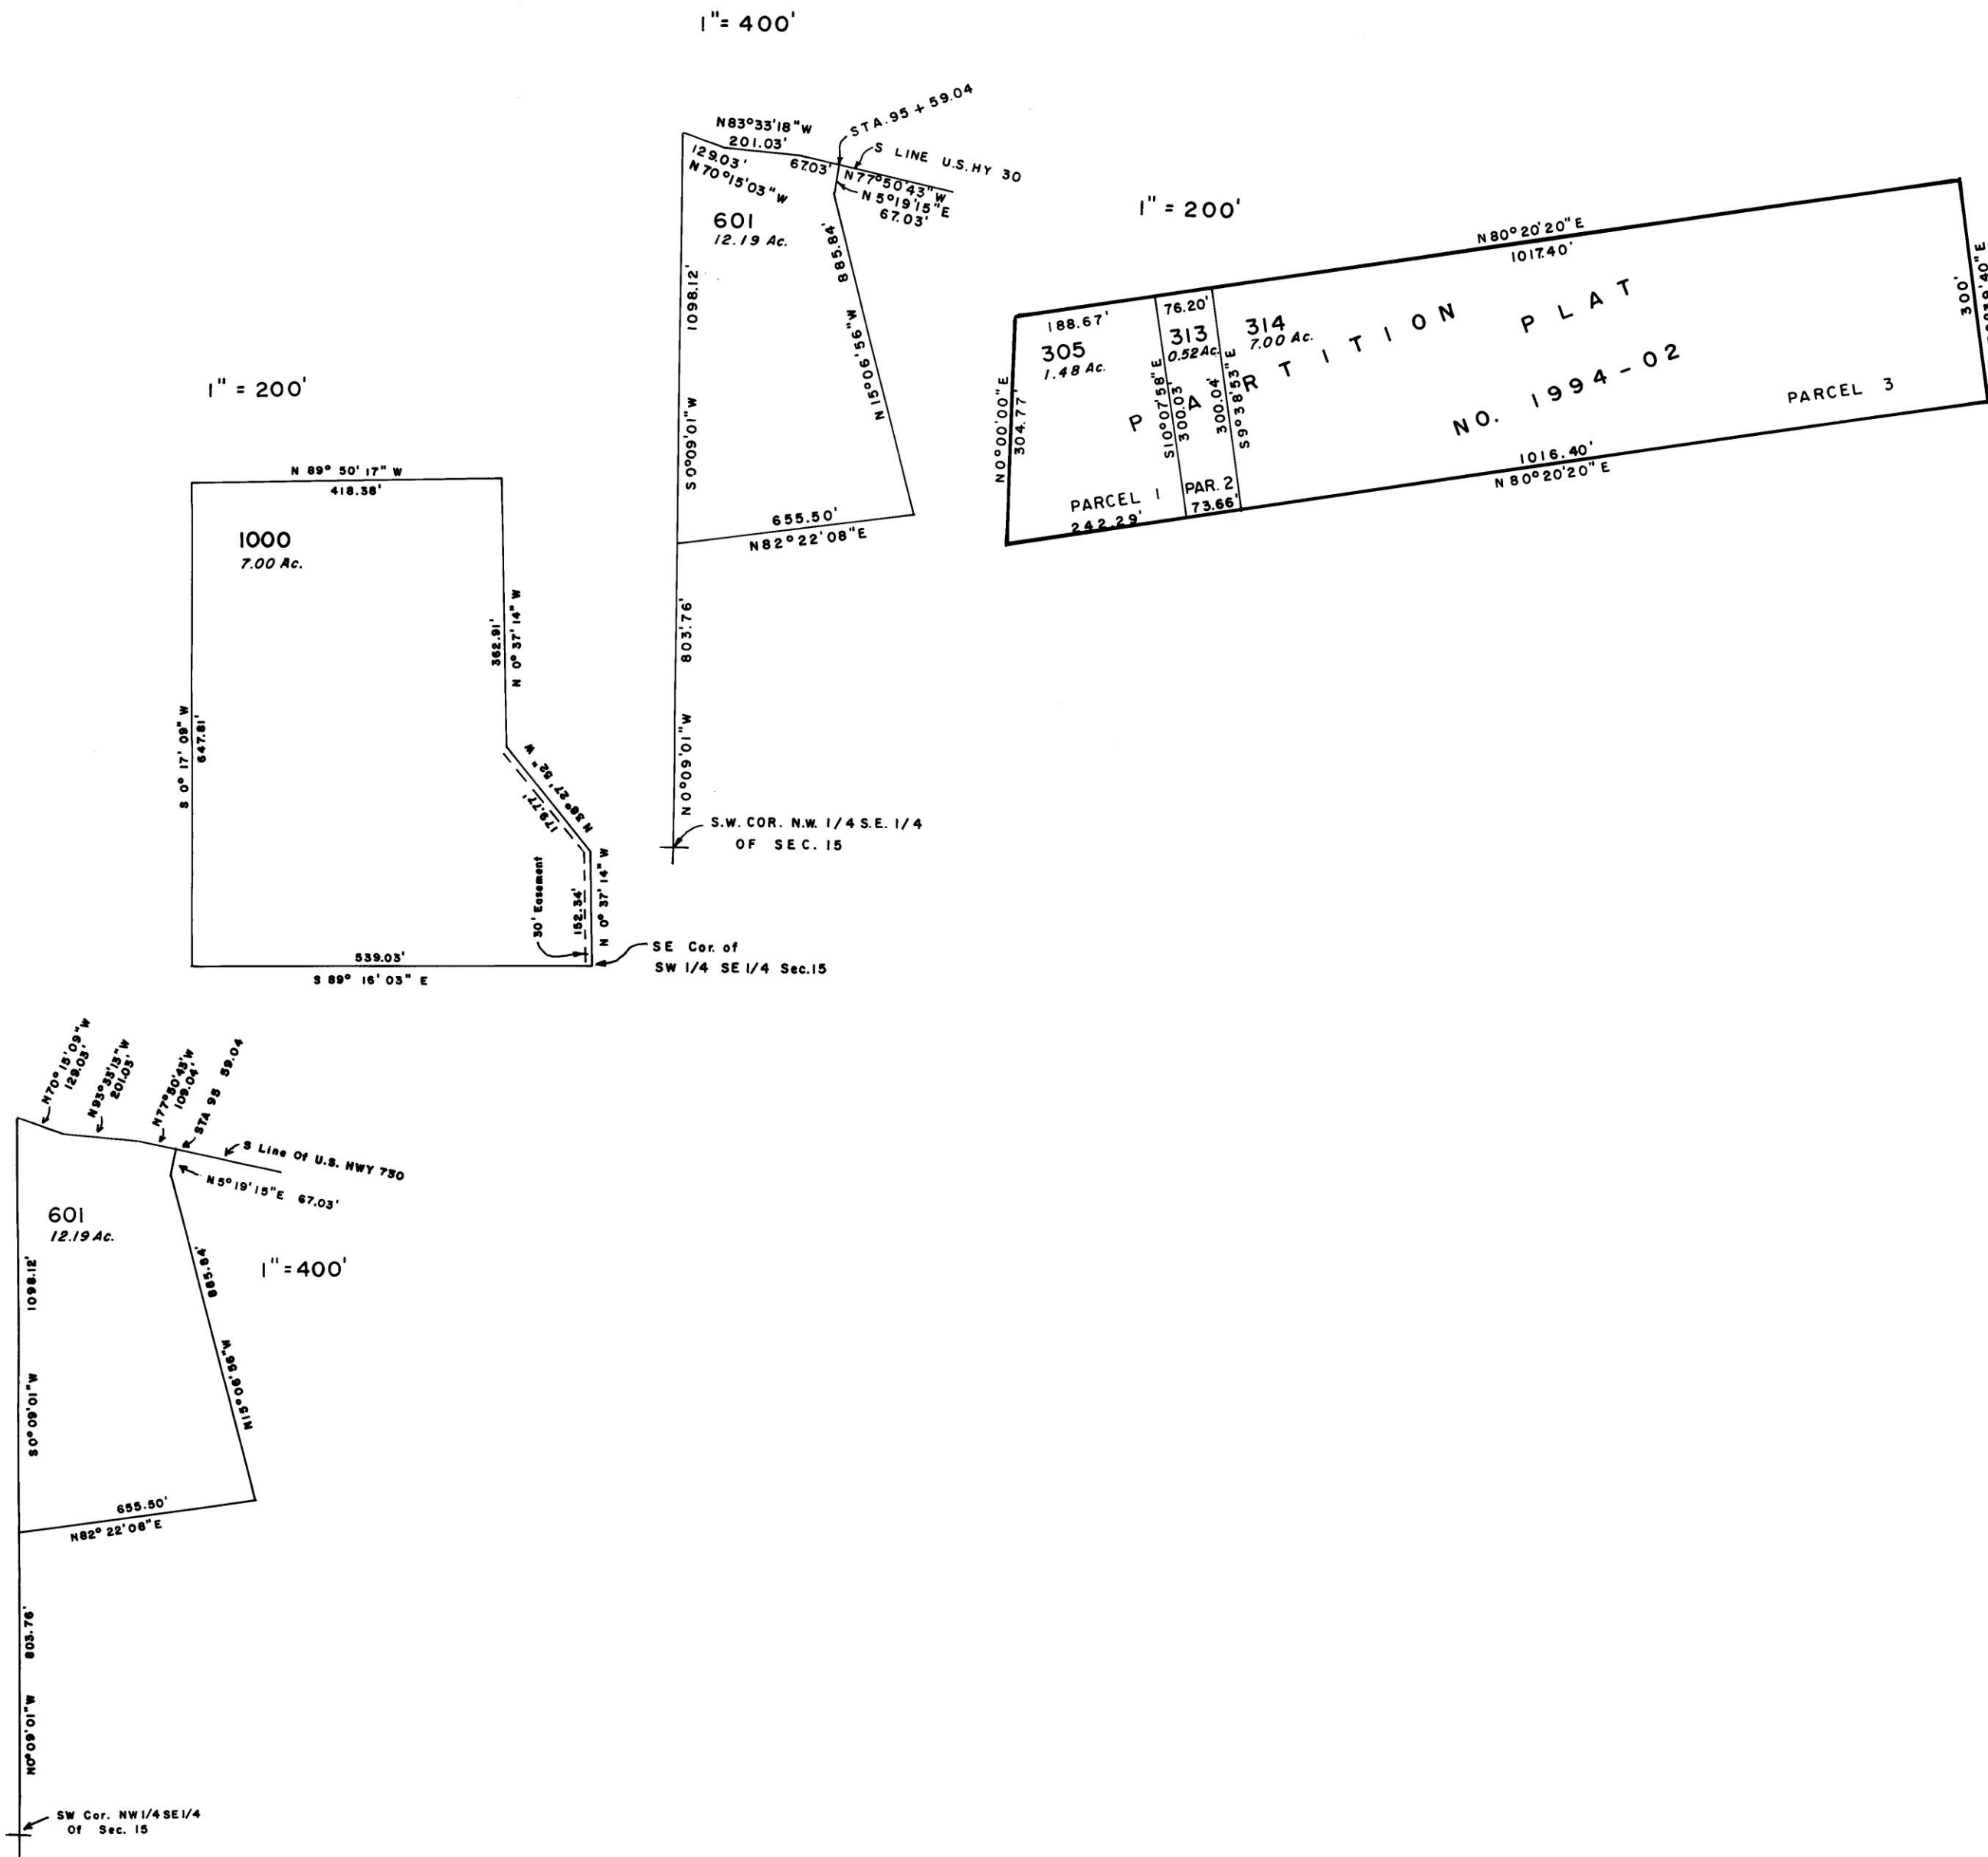 1"= 400'
N83°33'18"W
201.03'
129.03'
N70°15'03"W
67.03'
STA.95 + 59.04
S LINE U.S.HY 30
N77°50'43"W
N5°19'15"E
67.03'
601
12.19 Ac.
1098.12'
S0°09'01"W
885.84'
N15°06'56"W
655.50'
N82°22'08"E
803.76'
N0°09'01"W
S.W. COR. N.W. 1/4 S.E. 1/4
OF SEC. 15
1" = 200'
N80°20'20"E
1017.40'
188.67'
76.20'
305
1.48 Ac.
313
0.52Ac.
314
7.00 Ac.
PARTITION PLAT
NO. 1994-02
N0°00'00"E
304.77'
S10°07'58"E
300.03'
300.04'
S9°38'53"E
300'
PARCEL 1
PAR. 2
PARCEL 3
242.29'
73.66'
1016.40'
N80°20'20"E
1" = 200'
N 89° 50' 17" W
418.38'
1000
7.00 Ac.
362.91'
N 0° 37' 14" W
S 0° 17' 09" W
647.81'
N 38° 27' 52" W
179.77'
30' Easement
152.34'
N 0° 37' 14" W
539.03'
S 89° 16' 03" E
SE Cor. of
SW 1/4 SE 1/4 Sec.15
N70°15'09"W
129.03'
N93°33'13"W
201.03'
N77°50'43'W
109.04'
STA 95 59.04
S Line Of U.S. HWY 730
N5°19'15"E 67.03'
601
12.19 Ac.
1"=400'
1098.12'
S0°09'01"W
885.84'
N15°06'56"W
655.50'
N82°22'08"E
803.76'
N0°09'01"W
SW Cor. NW1/4 SE1/4
Of Sec. 15